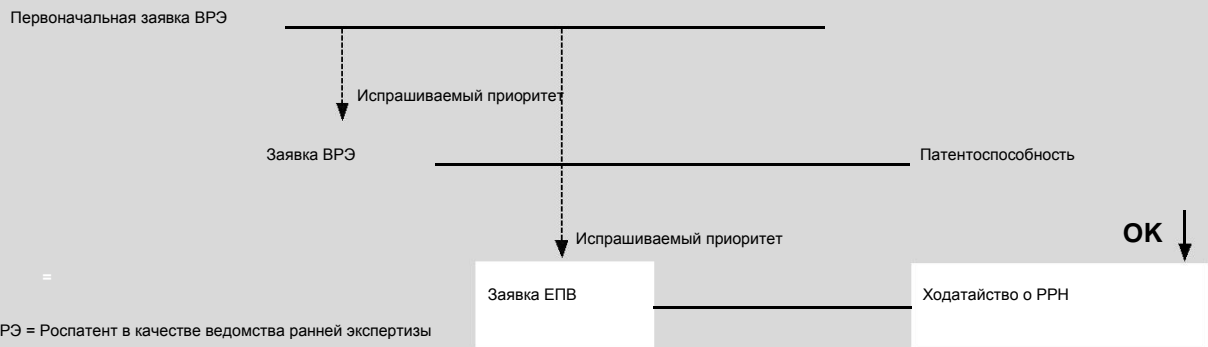 Первоначальная заявка ВРЭ
Испрашиваемый приоритет
Заявка ВРЭ
Патентоспособность
Испрашиваемый приоритет
OK
=
Заявка ЕПВ
Ходатайство о РРН
РЭ = Роспатент в качестве ведомства ранней экспертизы